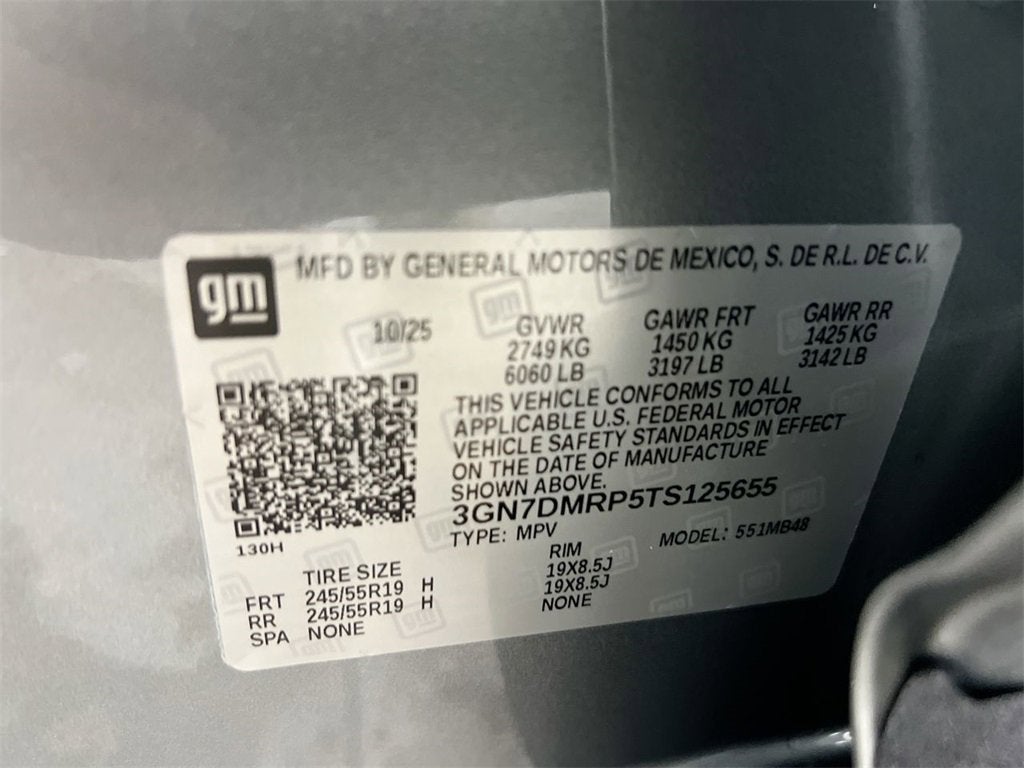 gm
MFD BY GENERAL MOTORS DE MEXICO, S. DE R.L. DE C.V.
10/25 GVWR GAWR FRT GAWR RR
2749 KG 1450 KG 1425 KG
6060 LB 3197 LB 3142 LB
THIS VEHICLE CONFORMS TO ALL
APPLICABLE U.S. FEDERAL MOTOR
VEHICLE SAFETY STANDARDS IN EFFECT
ON THE DATE OF MANUFACTURE
SHOWN ABOVE.
3GN7DMRP5TS125655
TYPE: MPV MODEL: 551MB48
130H
TIRE SIZE RIM
FRT 245/55R19 H 19X8.5J
RR 245/55R19 H 19X8.5J
SPA NONE NONE